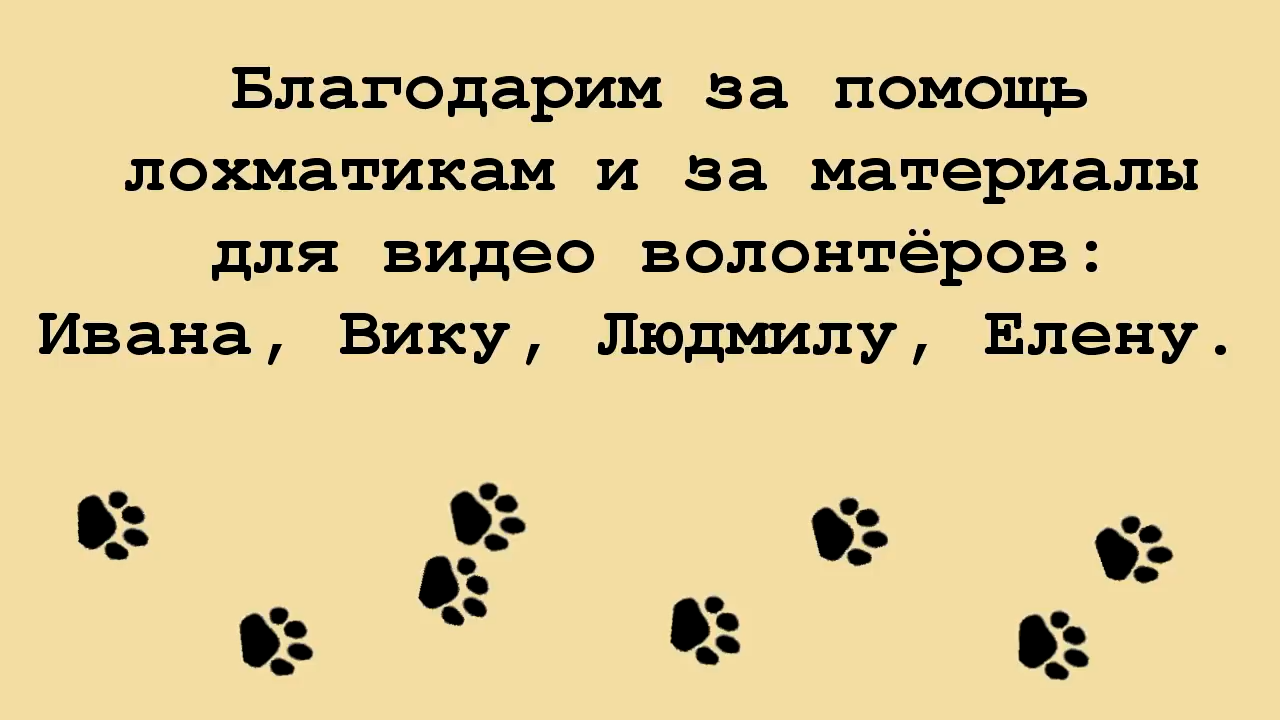 Благодарим за помощь
лохматикам и за материалы
для видео волонтёров:
Ивана, Вику, Людмилу, Елену.